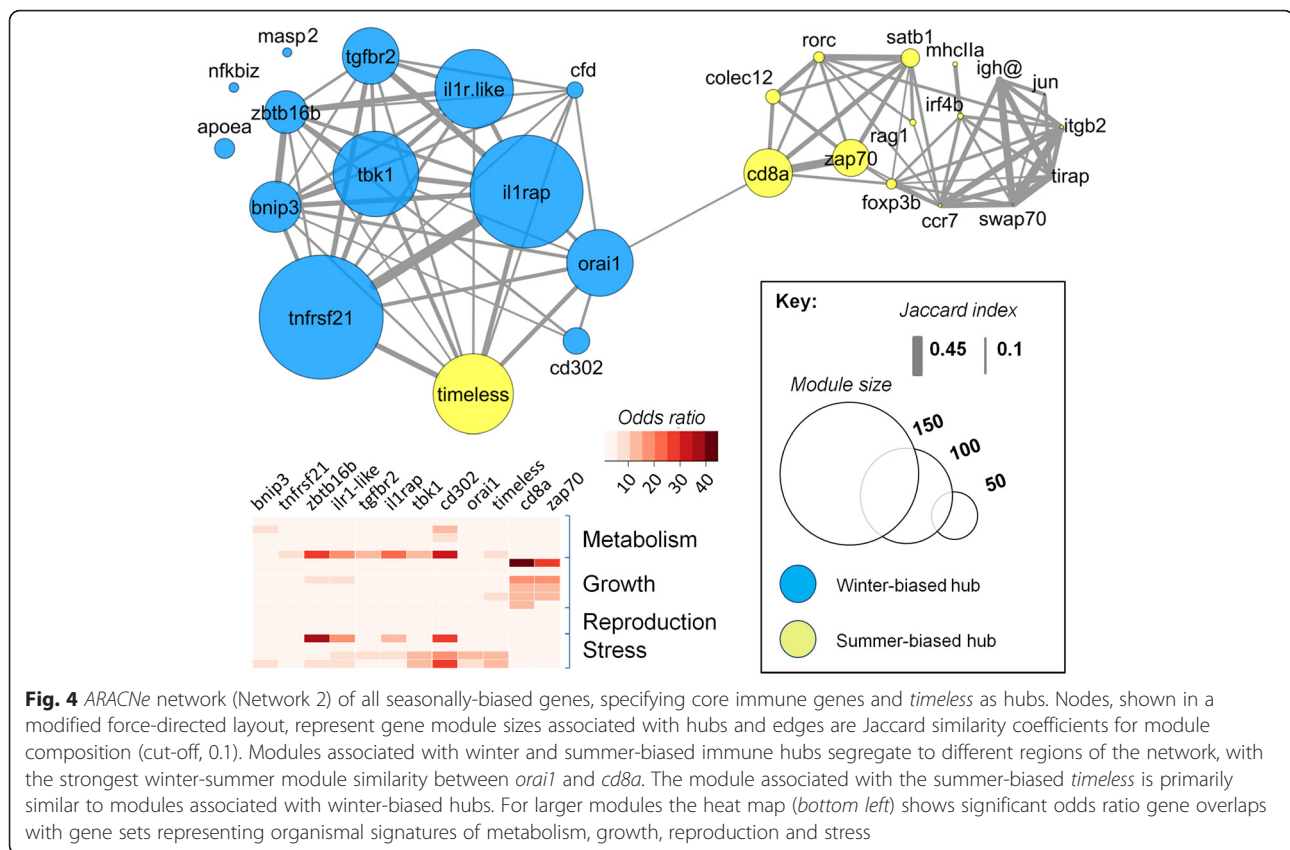 masp2
tgfbr2
nfkbiz
il1r.like
cfd
zbtb16b
apoea
tbk1
il1rap
bnip3
orai1
tnfrsf21
cd302
timeless
rorc
satb1
mhcIIa
igh@
jun
colec12
irf4b
itgb2
rag1
zap70
cd8a
tirap
foxp3b
ccr7
swap70
Key:
Jaccard index
0.45
0.1
Module size
150
100
50
Winter-biased hub
Summer-biased hub
Odds ratio
10 20 30 40
bnip3
tnfrsf21
zbtb16b
ilr1-like
tgfbr2
il1rap
tbk1
cd302
orai1
timeless
cd8a
zap70
Metabolism
Growth
Reproduction
Stress
Fig. 4 ARACNe network (Network 2) of all seasonally-biased genes, specifying core immune genes and timeless as hubs. Nodes, shown in a
modified force-directed layout, represent gene module sizes associated with hubs and edges are Jaccard similarity coefficients for module
composition (cut-off, 0.1). Modules associated with winter and summer-biased immune hubs segregate to different regions of the network, with
the strongest winter-summer module similarity between orai1 and cd8a. The module associated with the summer-biased timeless is primarily
similar to modules associated with winter-biased hubs. For larger modules the heat map (bottom left) shows significant odds ratio gene overlaps
with gene sets representing organismal signatures of metabolism, growth, reproduction and stress